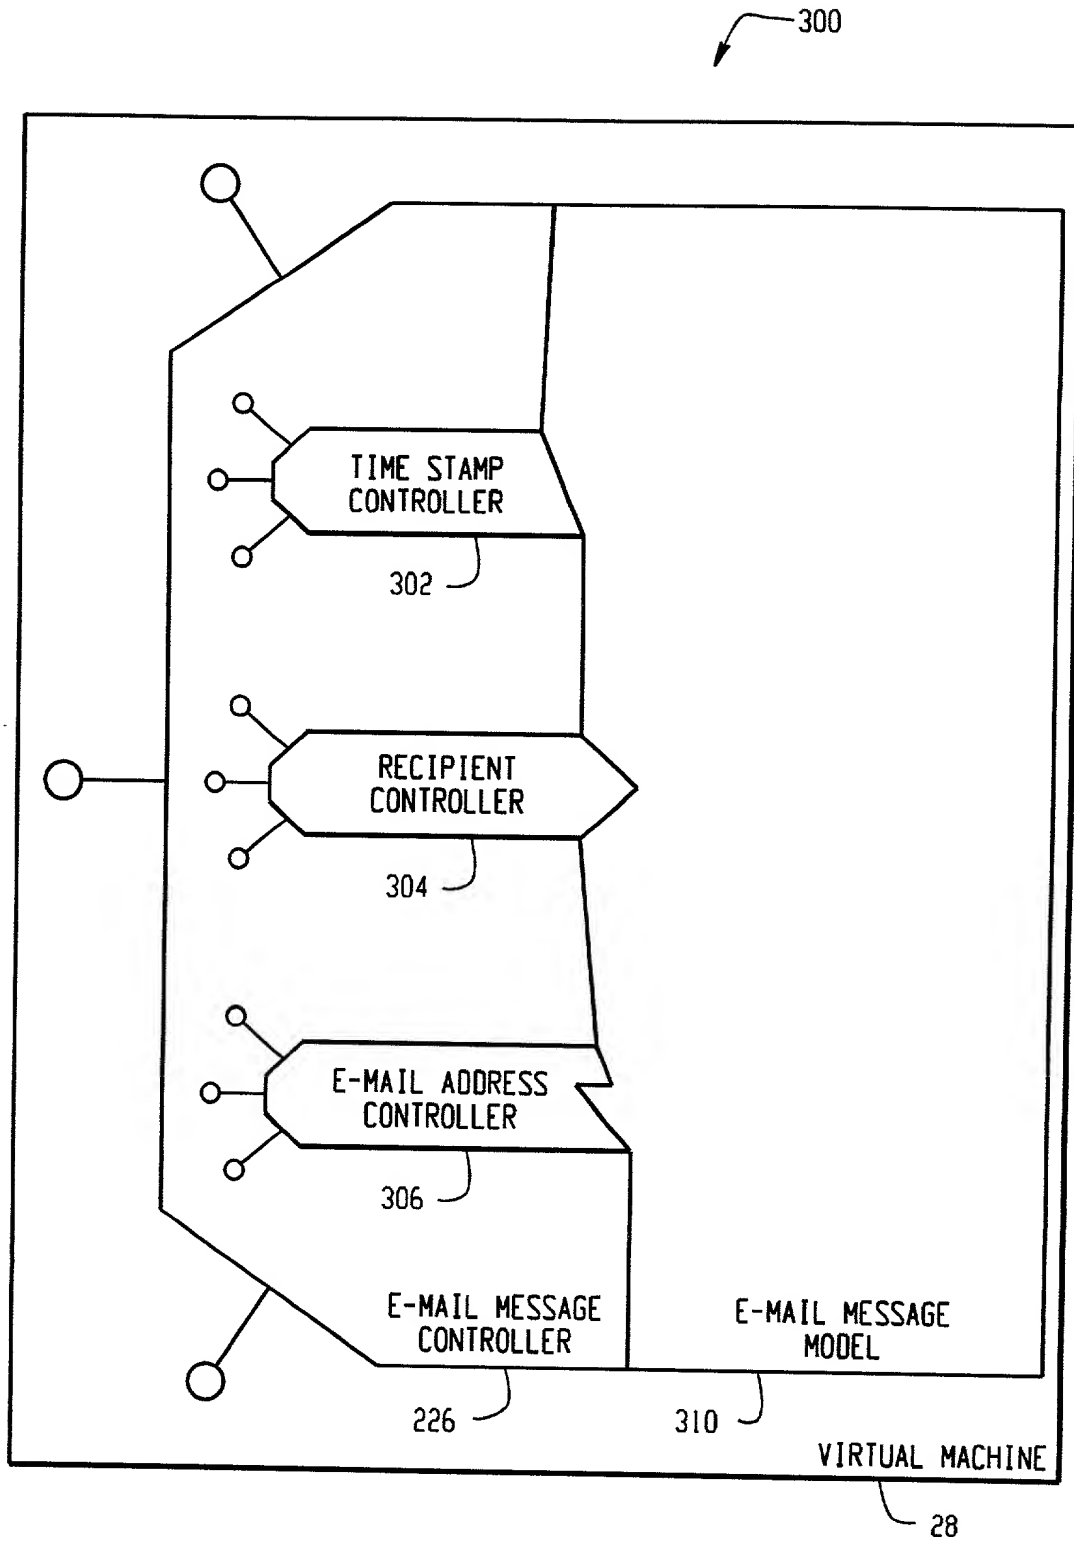 300
TIME STAMP
CONTROLLER
302
RECIPIENT
CONTROLLER
304
E-MAIL ADDRESS
CONTROLLER
306
E-MAIL MESSAGE
CONTROLLER
E-MAIL MESSAGE
MODEL
226
310
VIRTUAL MACHINE
28